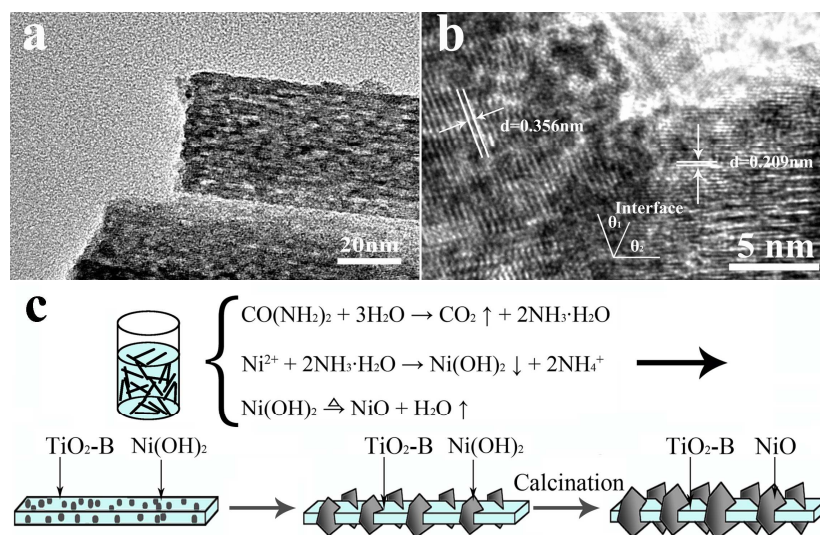 a
20nm
b
d=0.356nm
d=0.209nm
Interface
θ₁
θ₂
5 nm
c
CO(NH₂)₂ + 3H₂O → CO₂ ↑ + 2NH₃·H₂O
Ni²⁺ + 2NH₃·H₂O → Ni(OH)₂ ↓ + 2NH₄⁺
Ni(OH)₂ ≜ NiO + H₂O ↑
TiO₂-B Ni(OH)₂
TiO₂-B Ni(OH)₂
Calcination
TiO₂-B NiO